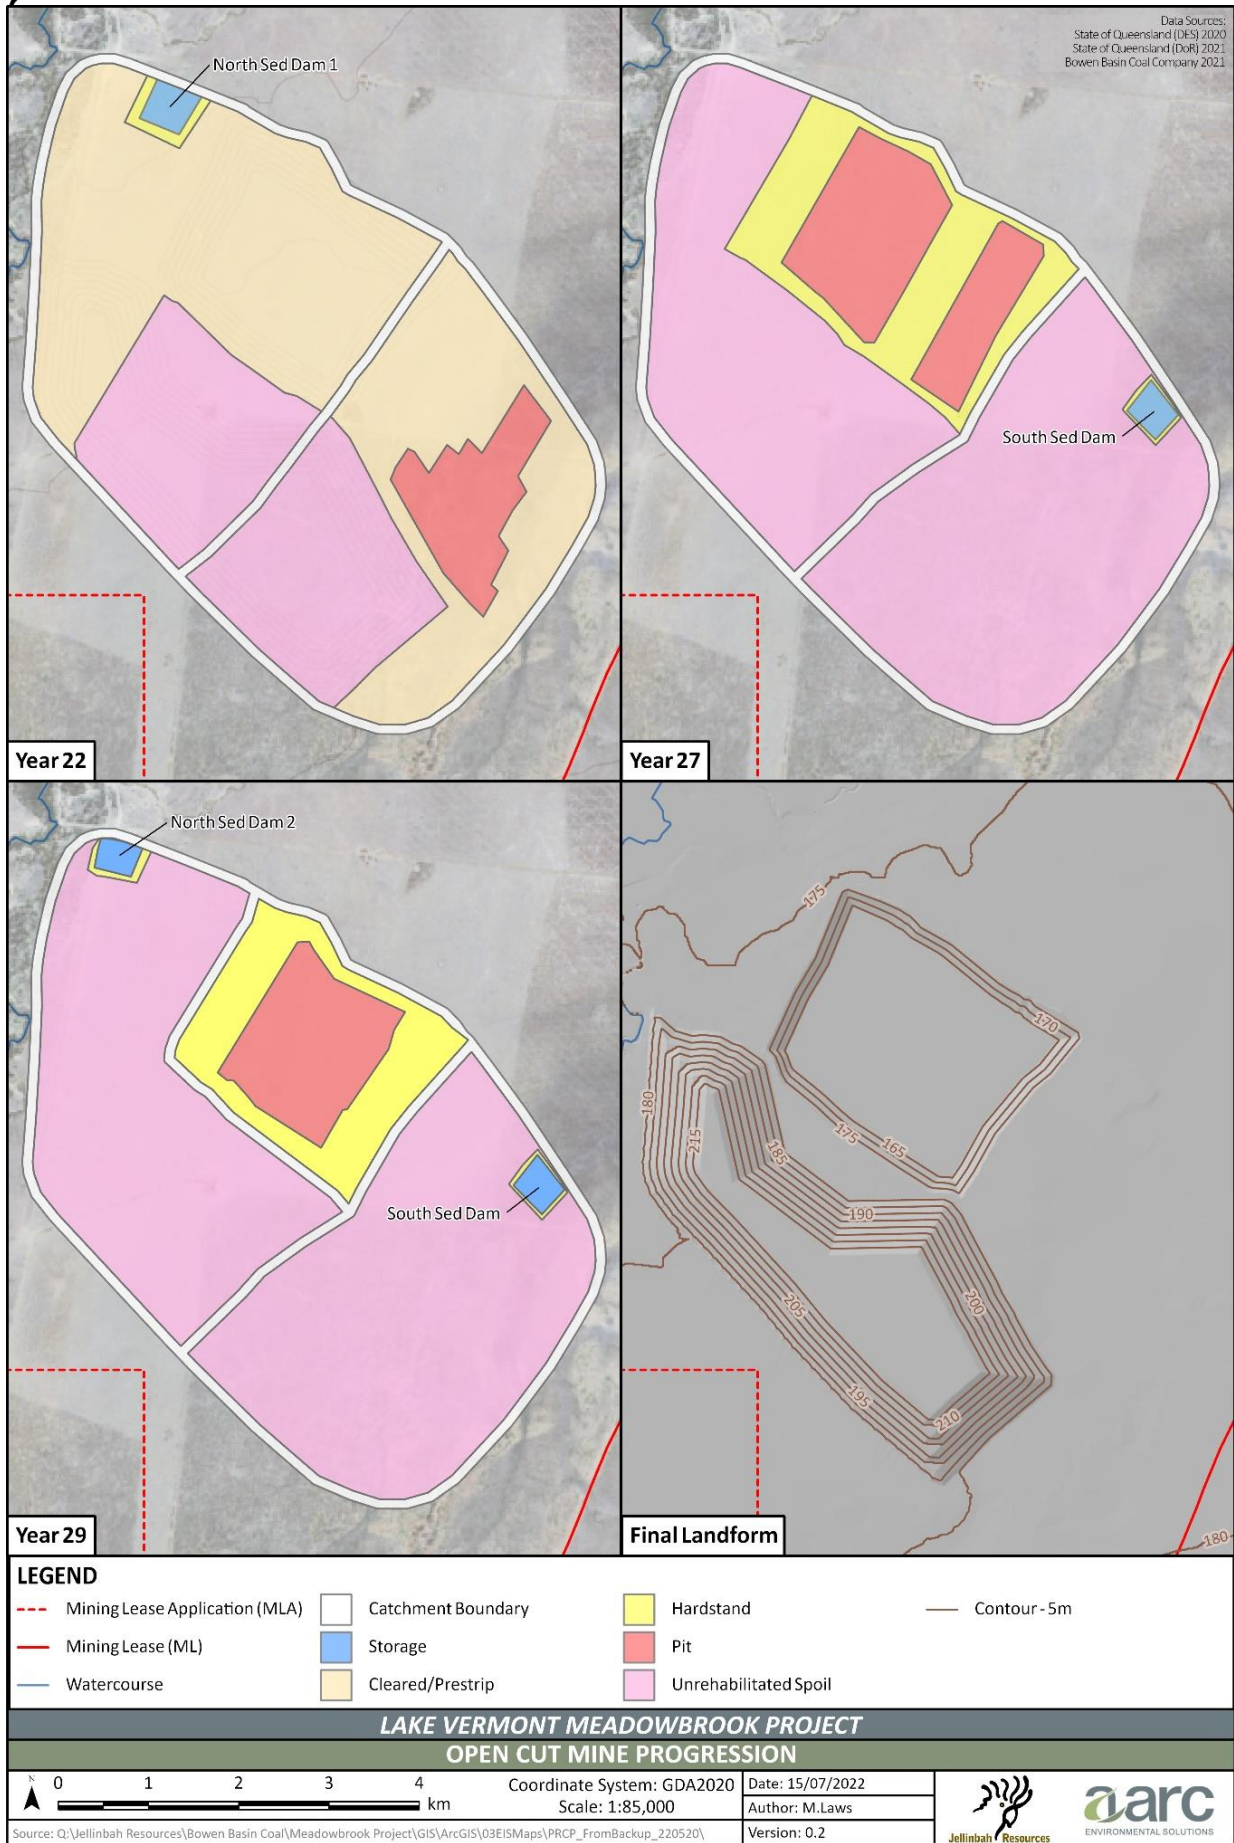 Data Sources:
State of Queensland (DES) 2020
State of Queensland (DoR) 2021
Bowen Basin Coal Company 2021
North Sed Dam 1
Year 22
South Sed Dam
Year 27
North Sed Dam 2
South Sed Dam
Year 29
175
170
180
215
175
165
185
190
205
200
195
210
180
Final Landform
LEGEND
Mining Lease Application (MLA)
Mining Lease (ML)
Watercourse
Catchment Boundary
Storage
Cleared/Prestrip
Hardstand
Pit
Unrehabilitated Spoil
Contour - 5m
LAKE VERMONT MEADOWBROOK PROJECT
OPEN CUT MINE PROGRESSION
N
0 1 2 3 4
km
Coordinate System: GDA2020
Scale: 1:85,000
Date: 15/07/2022
Author: M.Laws
Version: 0.2
Source: Q:\Jellinbah Resources\Bowen Basin Coal\Meadowbrook Project\GIS\ArcGIS\03EISMaps\PRCP_FromBackup_220520\
Jellinbah Resources
aarc
ENVIRONMENTAL SOLUTIONS